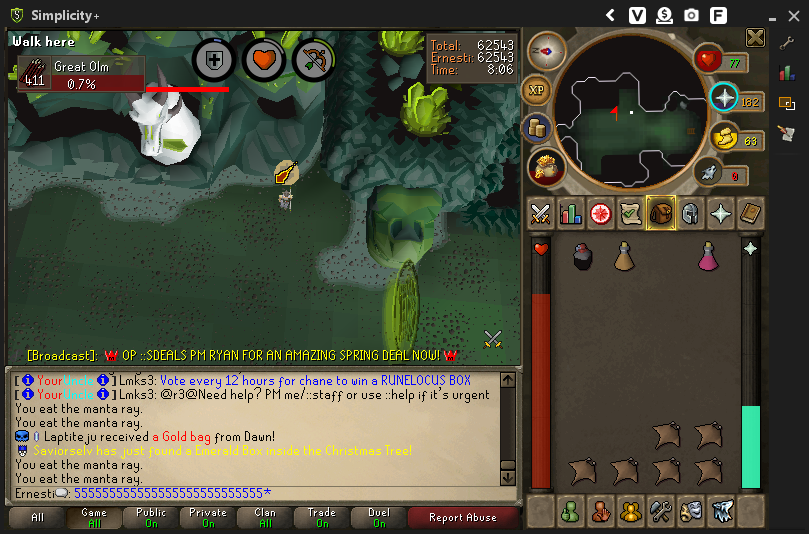 Simplicity+
Walk here
411
Great Olm
0.7%
Total: 62543
Ernesti: 62543
Time: 8:06
XP
77
182
63
0
[Broadcast]: OP ::SDEALS PM RYAN FOR AN AMAZING SPRING DEAL NOW!
Lmks3: Vote every 12 hours for chane to win a RUNELOCUS BOX
Lmks3: @r3@Need help? PM me/::staff or use ::help if it's urgent
You eat the manta ray.
You eat the manta ray.
Laptiteju received a Gold bag from Dawn!
Saviorselv has just found a Emerald Box inside the Christmas Tree!
You eat the manta ray.
You eat the manta ray.
Ernesti: 5555555555555555555555555555*
All
Game
All
Public
On
Private
On
Clan
All
Trade
On
Duel
On
Report Abuse